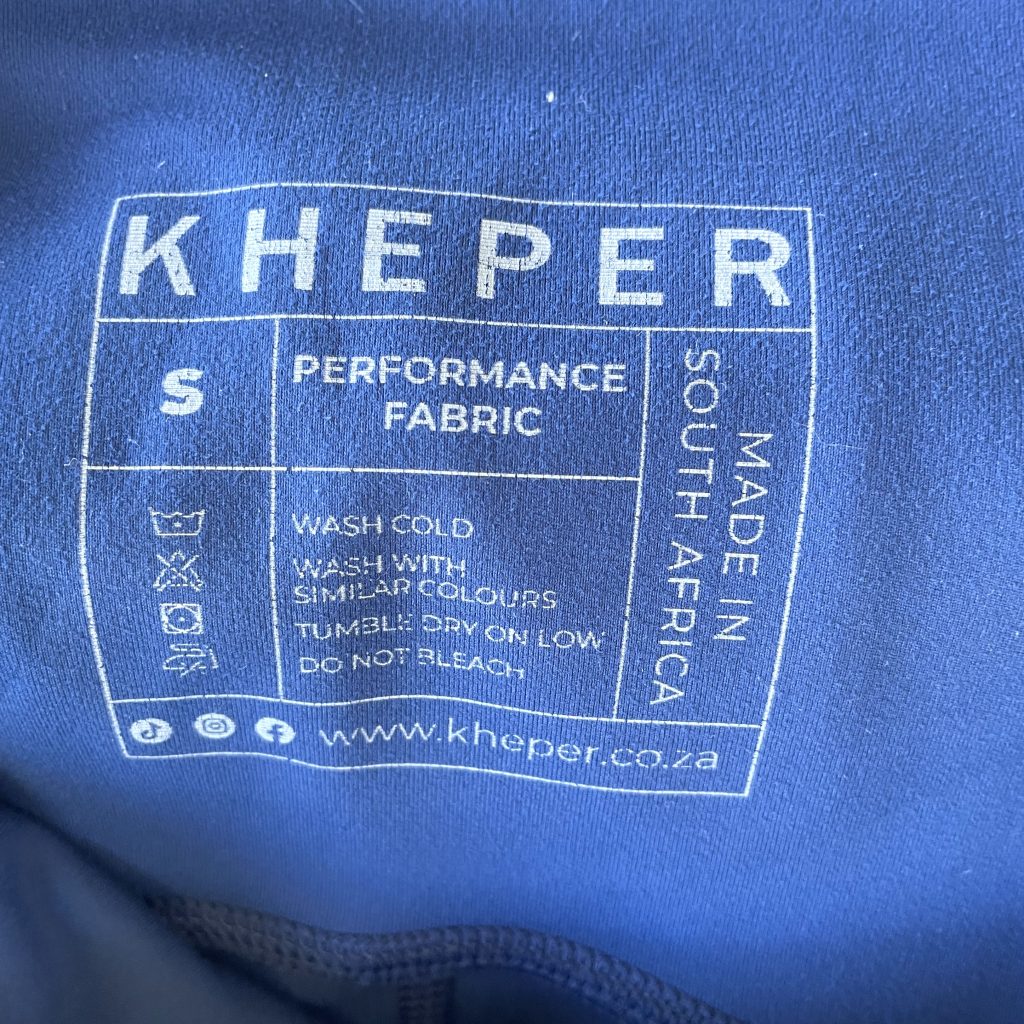 KHEPER
S
PERFORMANCE
FABRIC
MADE IN
SOUTH AFRICA
WASH COLD
WASH WITH
SIMILAR COLOURS
TUMBLE DRY ON LOW
DO NOT BLEACH
www.kheper.co.za